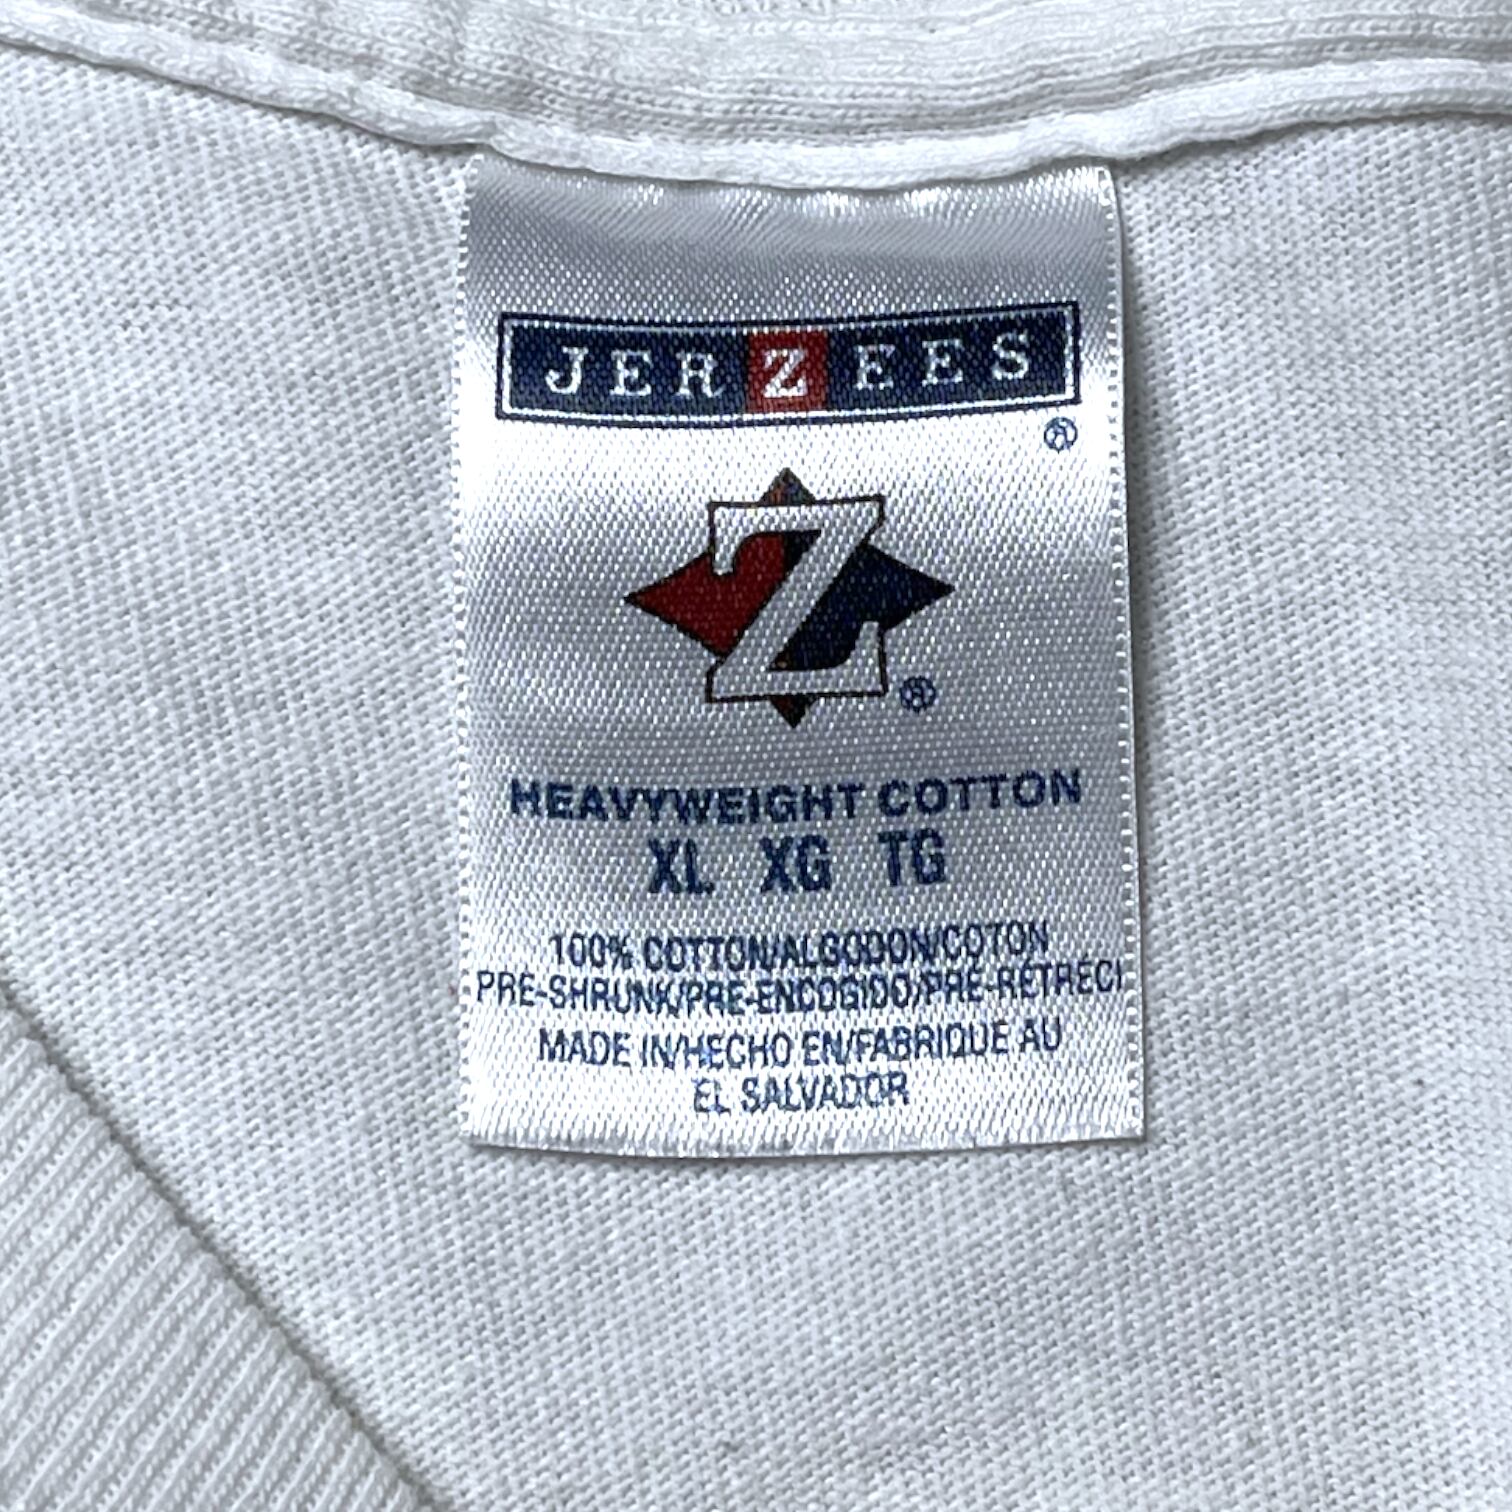 JERZEES
®
Z
®
HEAVYWEIGHT COTTON
XL XG TG
100% COTTON/ALGODON/COTON
PRE-SHRUNK/PRE-ENCOGIDO/PRE-RETRECI
MADE IN/HECHO EN/FABRIQUE AU
EL SALVADOR